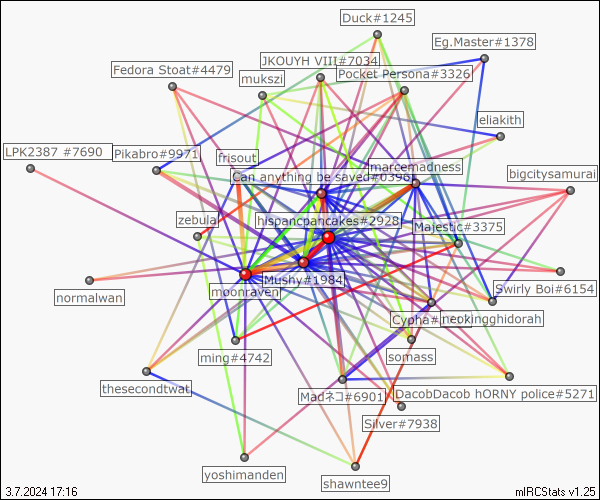 Duck#1245
Eg.Master#1378
JKOUYH VIII#7034
Fedora Stoat#4479
mukszi
Pocket Persona#3326
eliakith
LPK2387 #7690
Pikabro#9971
frisout
marcemadness
Can anything be saved#0396
bigcitysamurai
zebula
hispancpancakes#2928
Majestic#3375
Mushy#1984
moonraven
Swirly Boi#6154
normalwan
Cypha#
neokingghidorah
ming#4742
somass
thesecondtwat
Madネコ#6901
DacobDacob hORNY police#5271
Silver#7938
yoshimanden
shawntee9
3.7.2024 17:16
mIRCStats v1.25